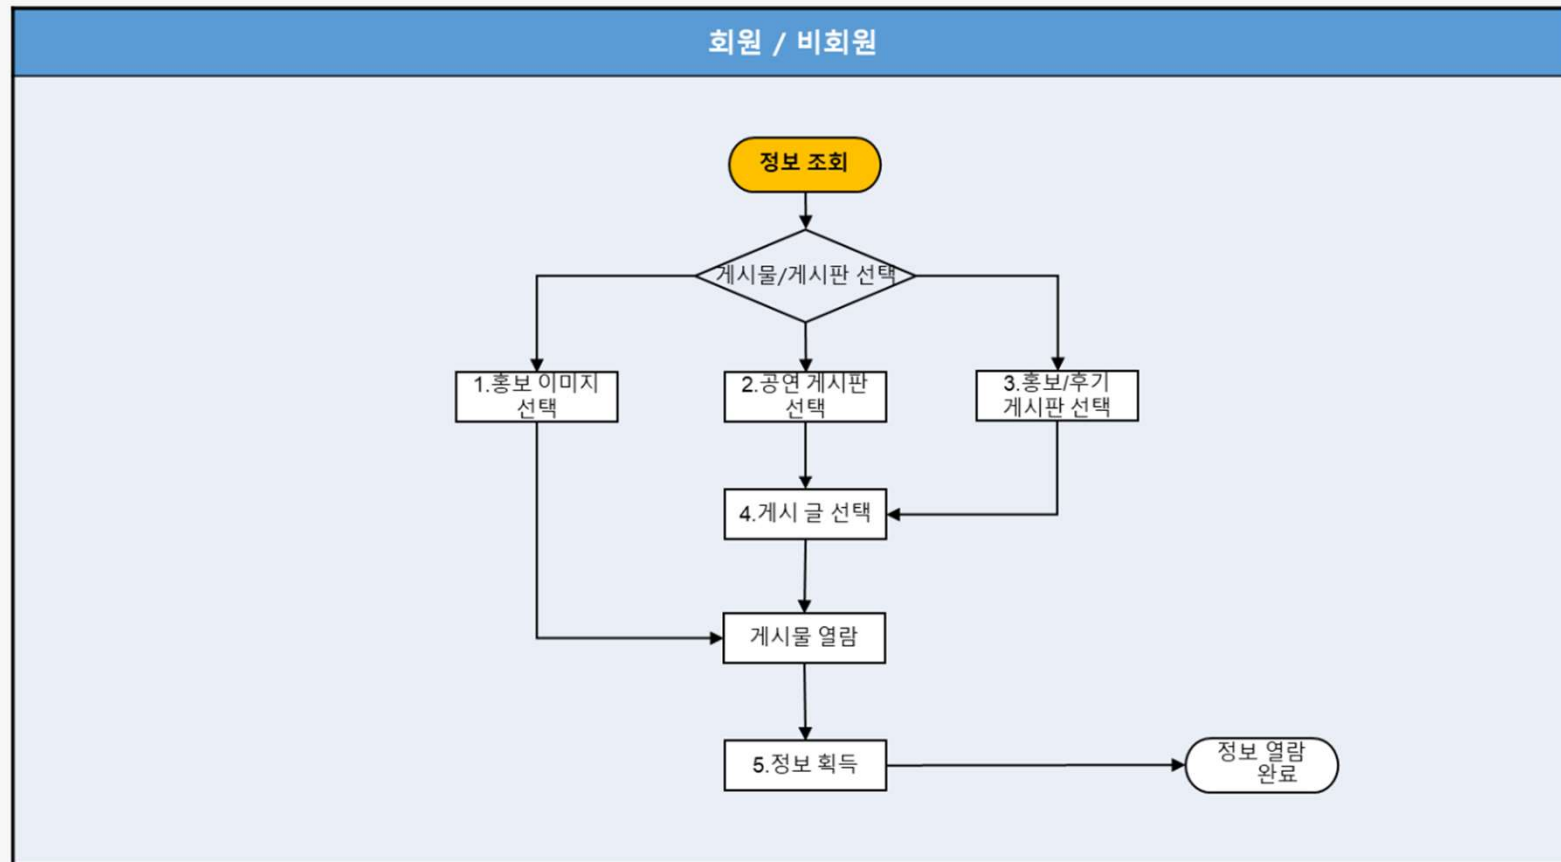 회원 / 비회원
정보 조회
게시물/게시판 선택
1.홍보 이미지
선택
2.공연 게시판
선택
3.홍보/후기
게시판 선택
4.게시 글 선택
게시물 열람
5.정보 획득
정보 열람
완료